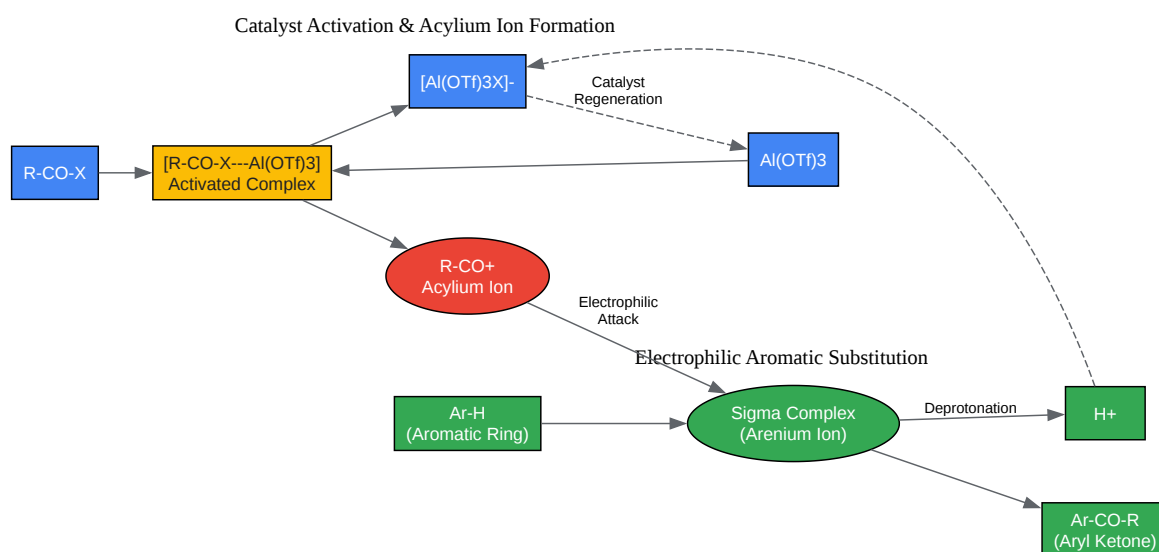 Catalyst Activation & Acylium Ion Formation
[Al(OTf)3X]-
Catalyst
Regeneration
R-CO-X
[R-CO-X---Al(OTf)3]
Activated Complex
Al(OTf)3
R-CO+
Acylium Ion
Electrophilic
Attack
Electrophilic Aromatic Substitution
Ar-H
(Aromatic Ring)
Sigma Complex
(Arenium Ion)
Deprotonation
H+
Ar-CO-R
(Aryl Ketone)